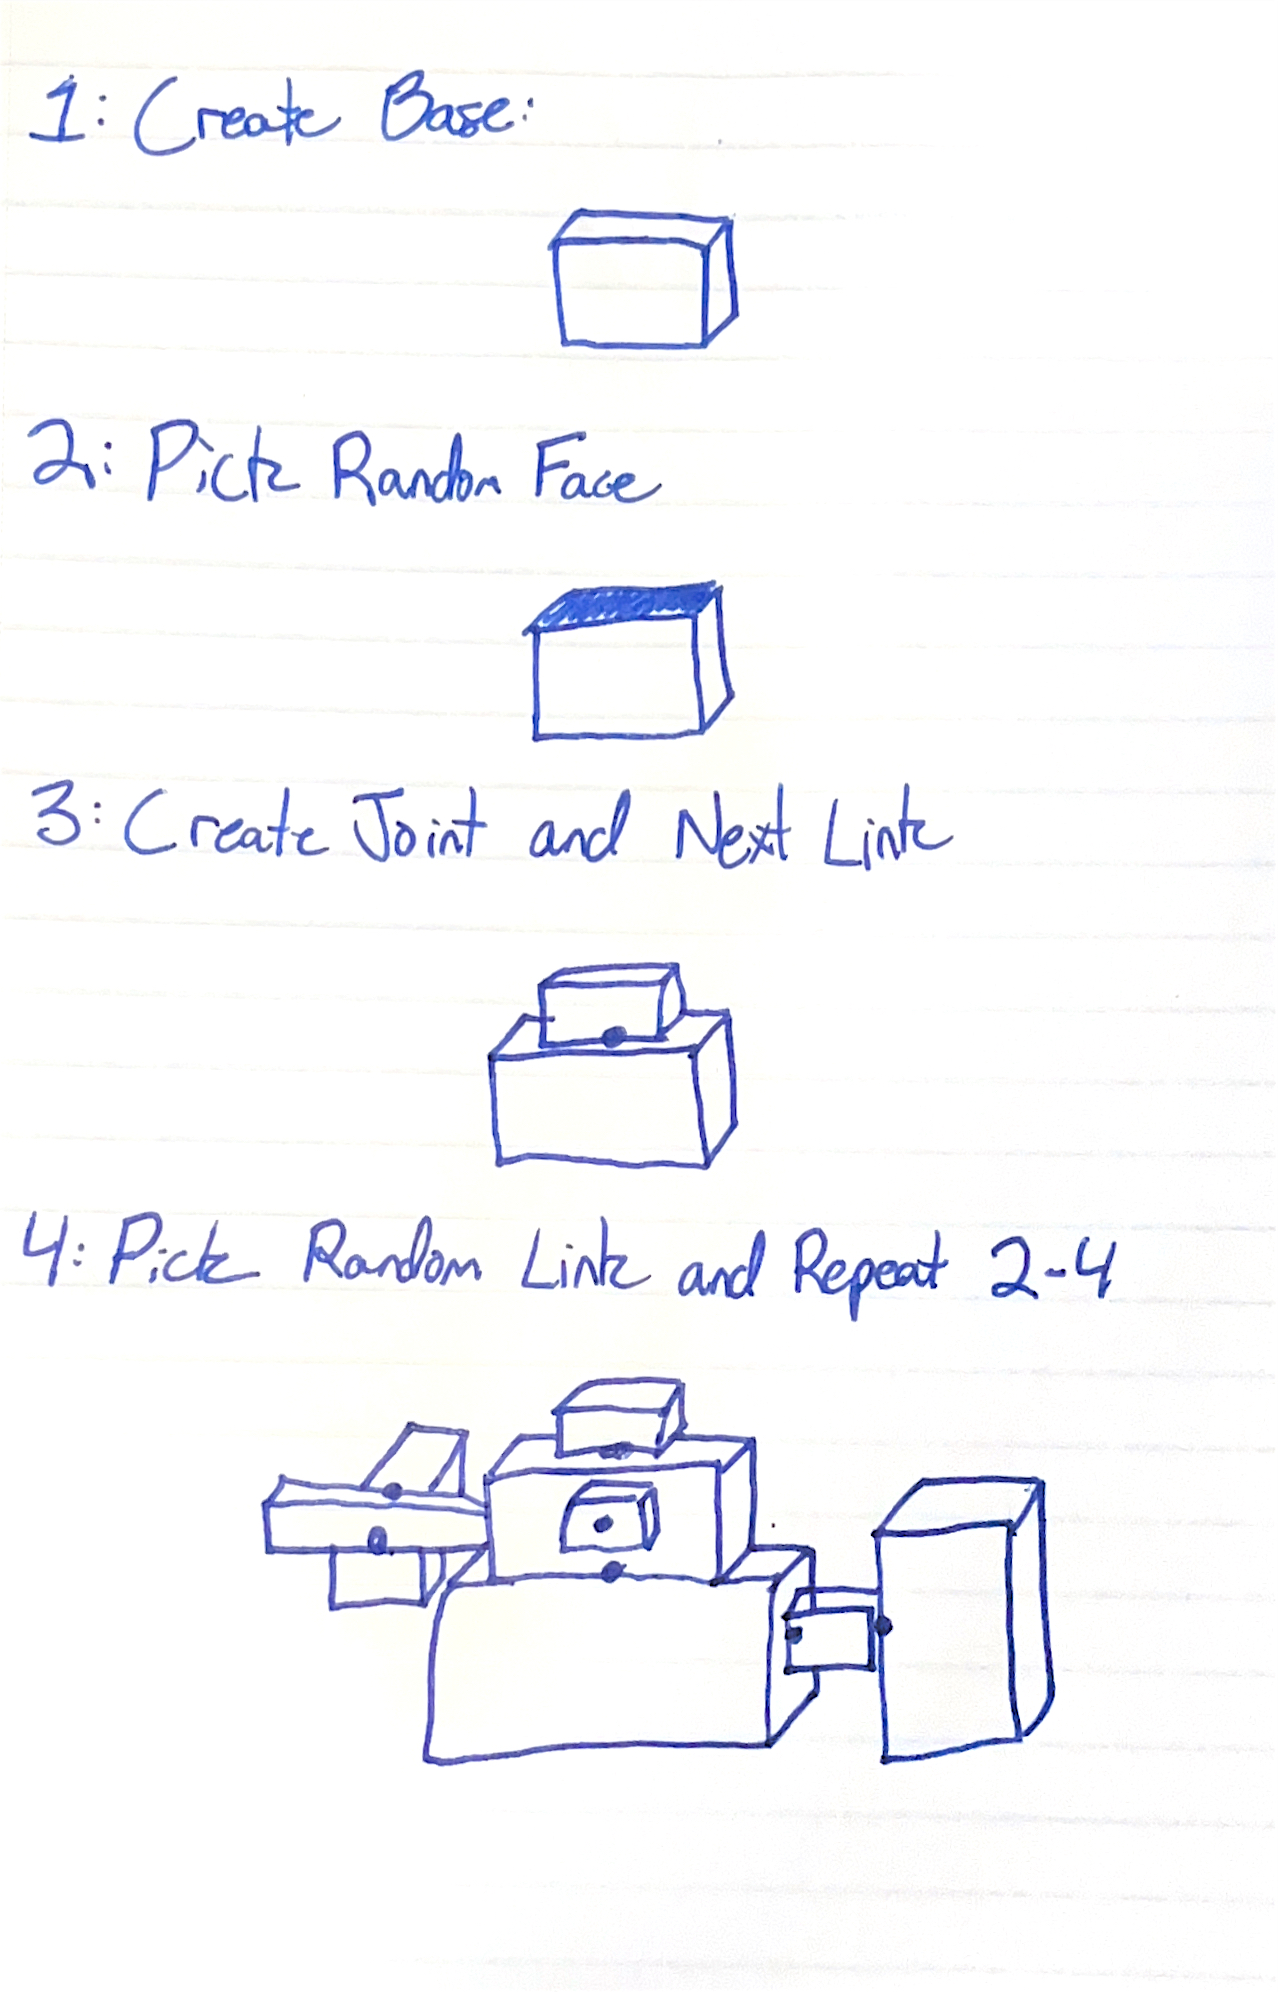 1: Create Base:
2: Pick Random Face
3: Create Joint and Next Link
4: Pick Random Link and Repeat 2-4